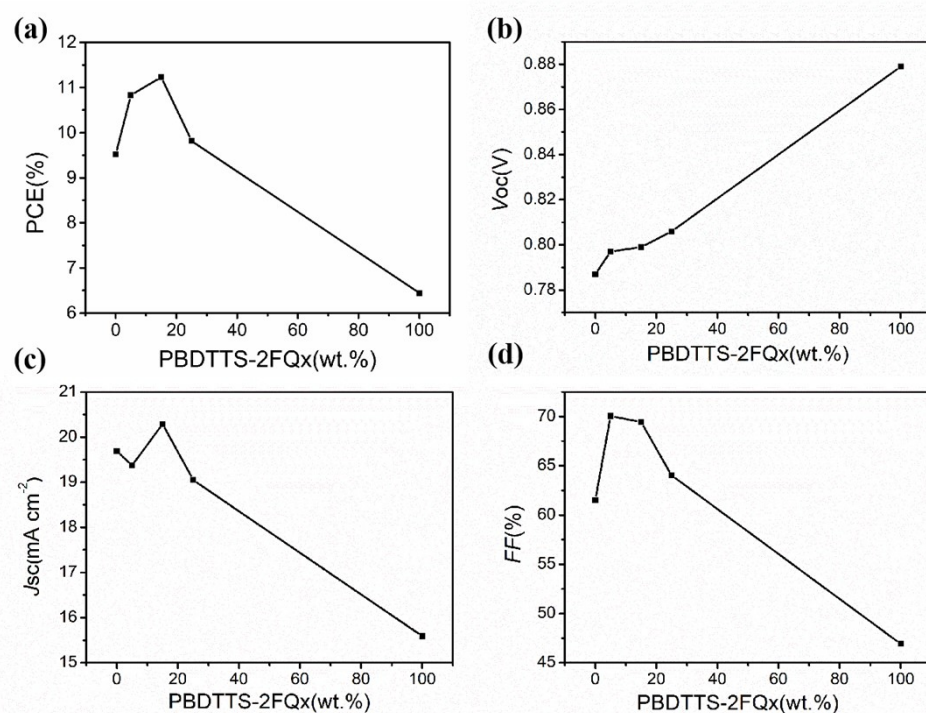 (a)
12
11
10
9
8
7
6
PCE(%)
0 20 40 60 80 100
PBDTTS-2FQx(wt.%)
(b)
0.88
0.86
0.84
0.82
0.80
0.78
Voc(V)
0 20 40 60 80 100
PBDTTS-2FQx(wt.%)
(c)
21
20
19
18
17
16
15
Jsc(mA cm⁻²)
0 20 40 60 80 100
PBDTTS-2FQx(wt.%)
(d)
70
65
60
55
50
45
FF(%)
0 20 40 60 80 100
PBDTTS-2FQx(wt.%)